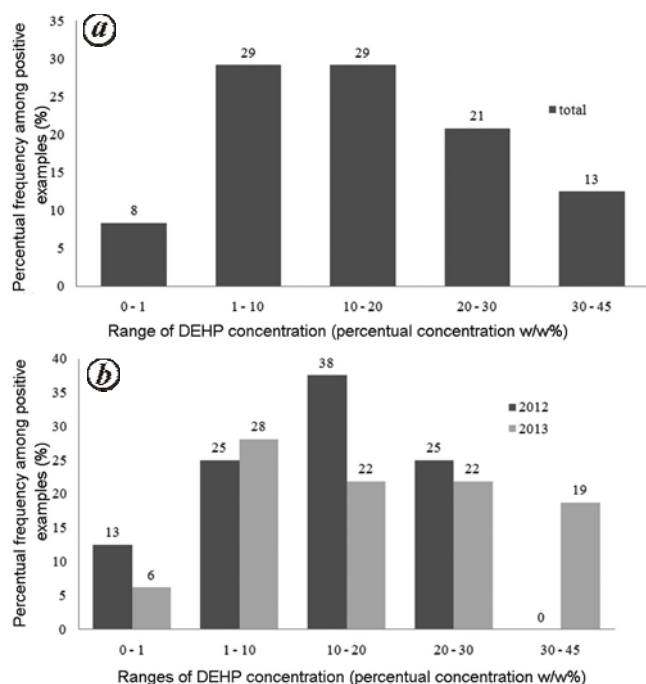 a
Percentual frequency among positive
examples (%)
35
30
25
20
15
10
5
0
8
29
29
21
13
total
0 - 1
1 - 10
10 - 20
20 - 30
30 - 45
Range of DEHP concentration (percentual concentration w/w%)
b
Percentual frequency among positive
examples (%)
40
35
30
25
20
15
10
5
0
13
6
25
28
38
22
25
22
0
19
2012
2013
0 - 1
1 - 10
10 - 20
20 - 30
30 - 45
Ranges of DEHP concentration (percentual concentration w/w%)